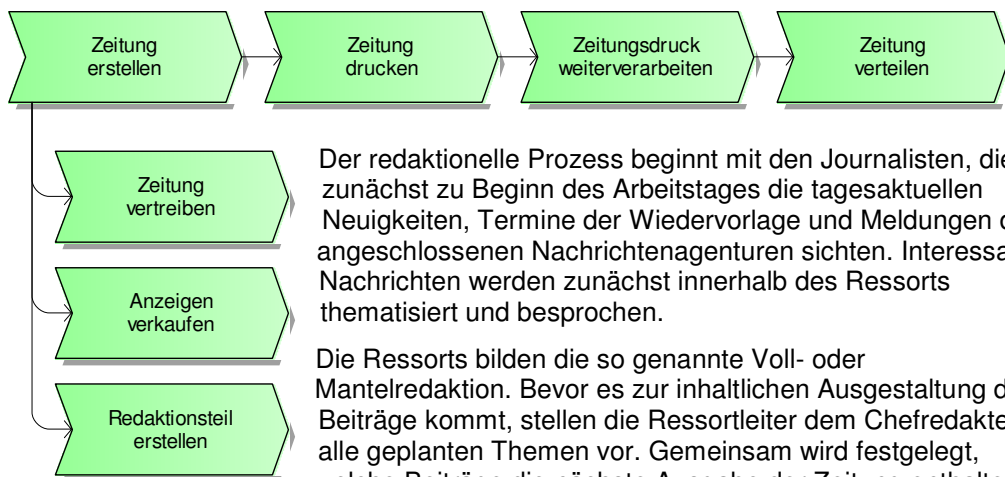 Zeitung
erstellen
Zeitung
drucken
Zeitungsdruck
weiterverarbeiten
Zeitung
verteilen
Zeitung
vertreiben
Anzeigen
verkaufen
Redaktionsteil
erstellen
Der redaktionelle Prozess beginnt mit den Journalisten, die
zunächst zu Beginn des Arbeitstages die tagesaktuellen
Neuigkeiten, Termine der Wiedervorlage und Meldungen
angeschlossenen Nachrichtenagenturen sichten.
Nachrichten werden zunächst innerhalb des Ressorts
thematisiert und besprochen.
Die Ressorts bilden die so genannte Voll- oder
Mantelredaktion. Bevor es zur inhaltlichen Ausgestaltung
Beiträge kommt, stellen die Ressortleiter dem
alle geplanten Themen vor. Gemeinsam wird festgelegt,